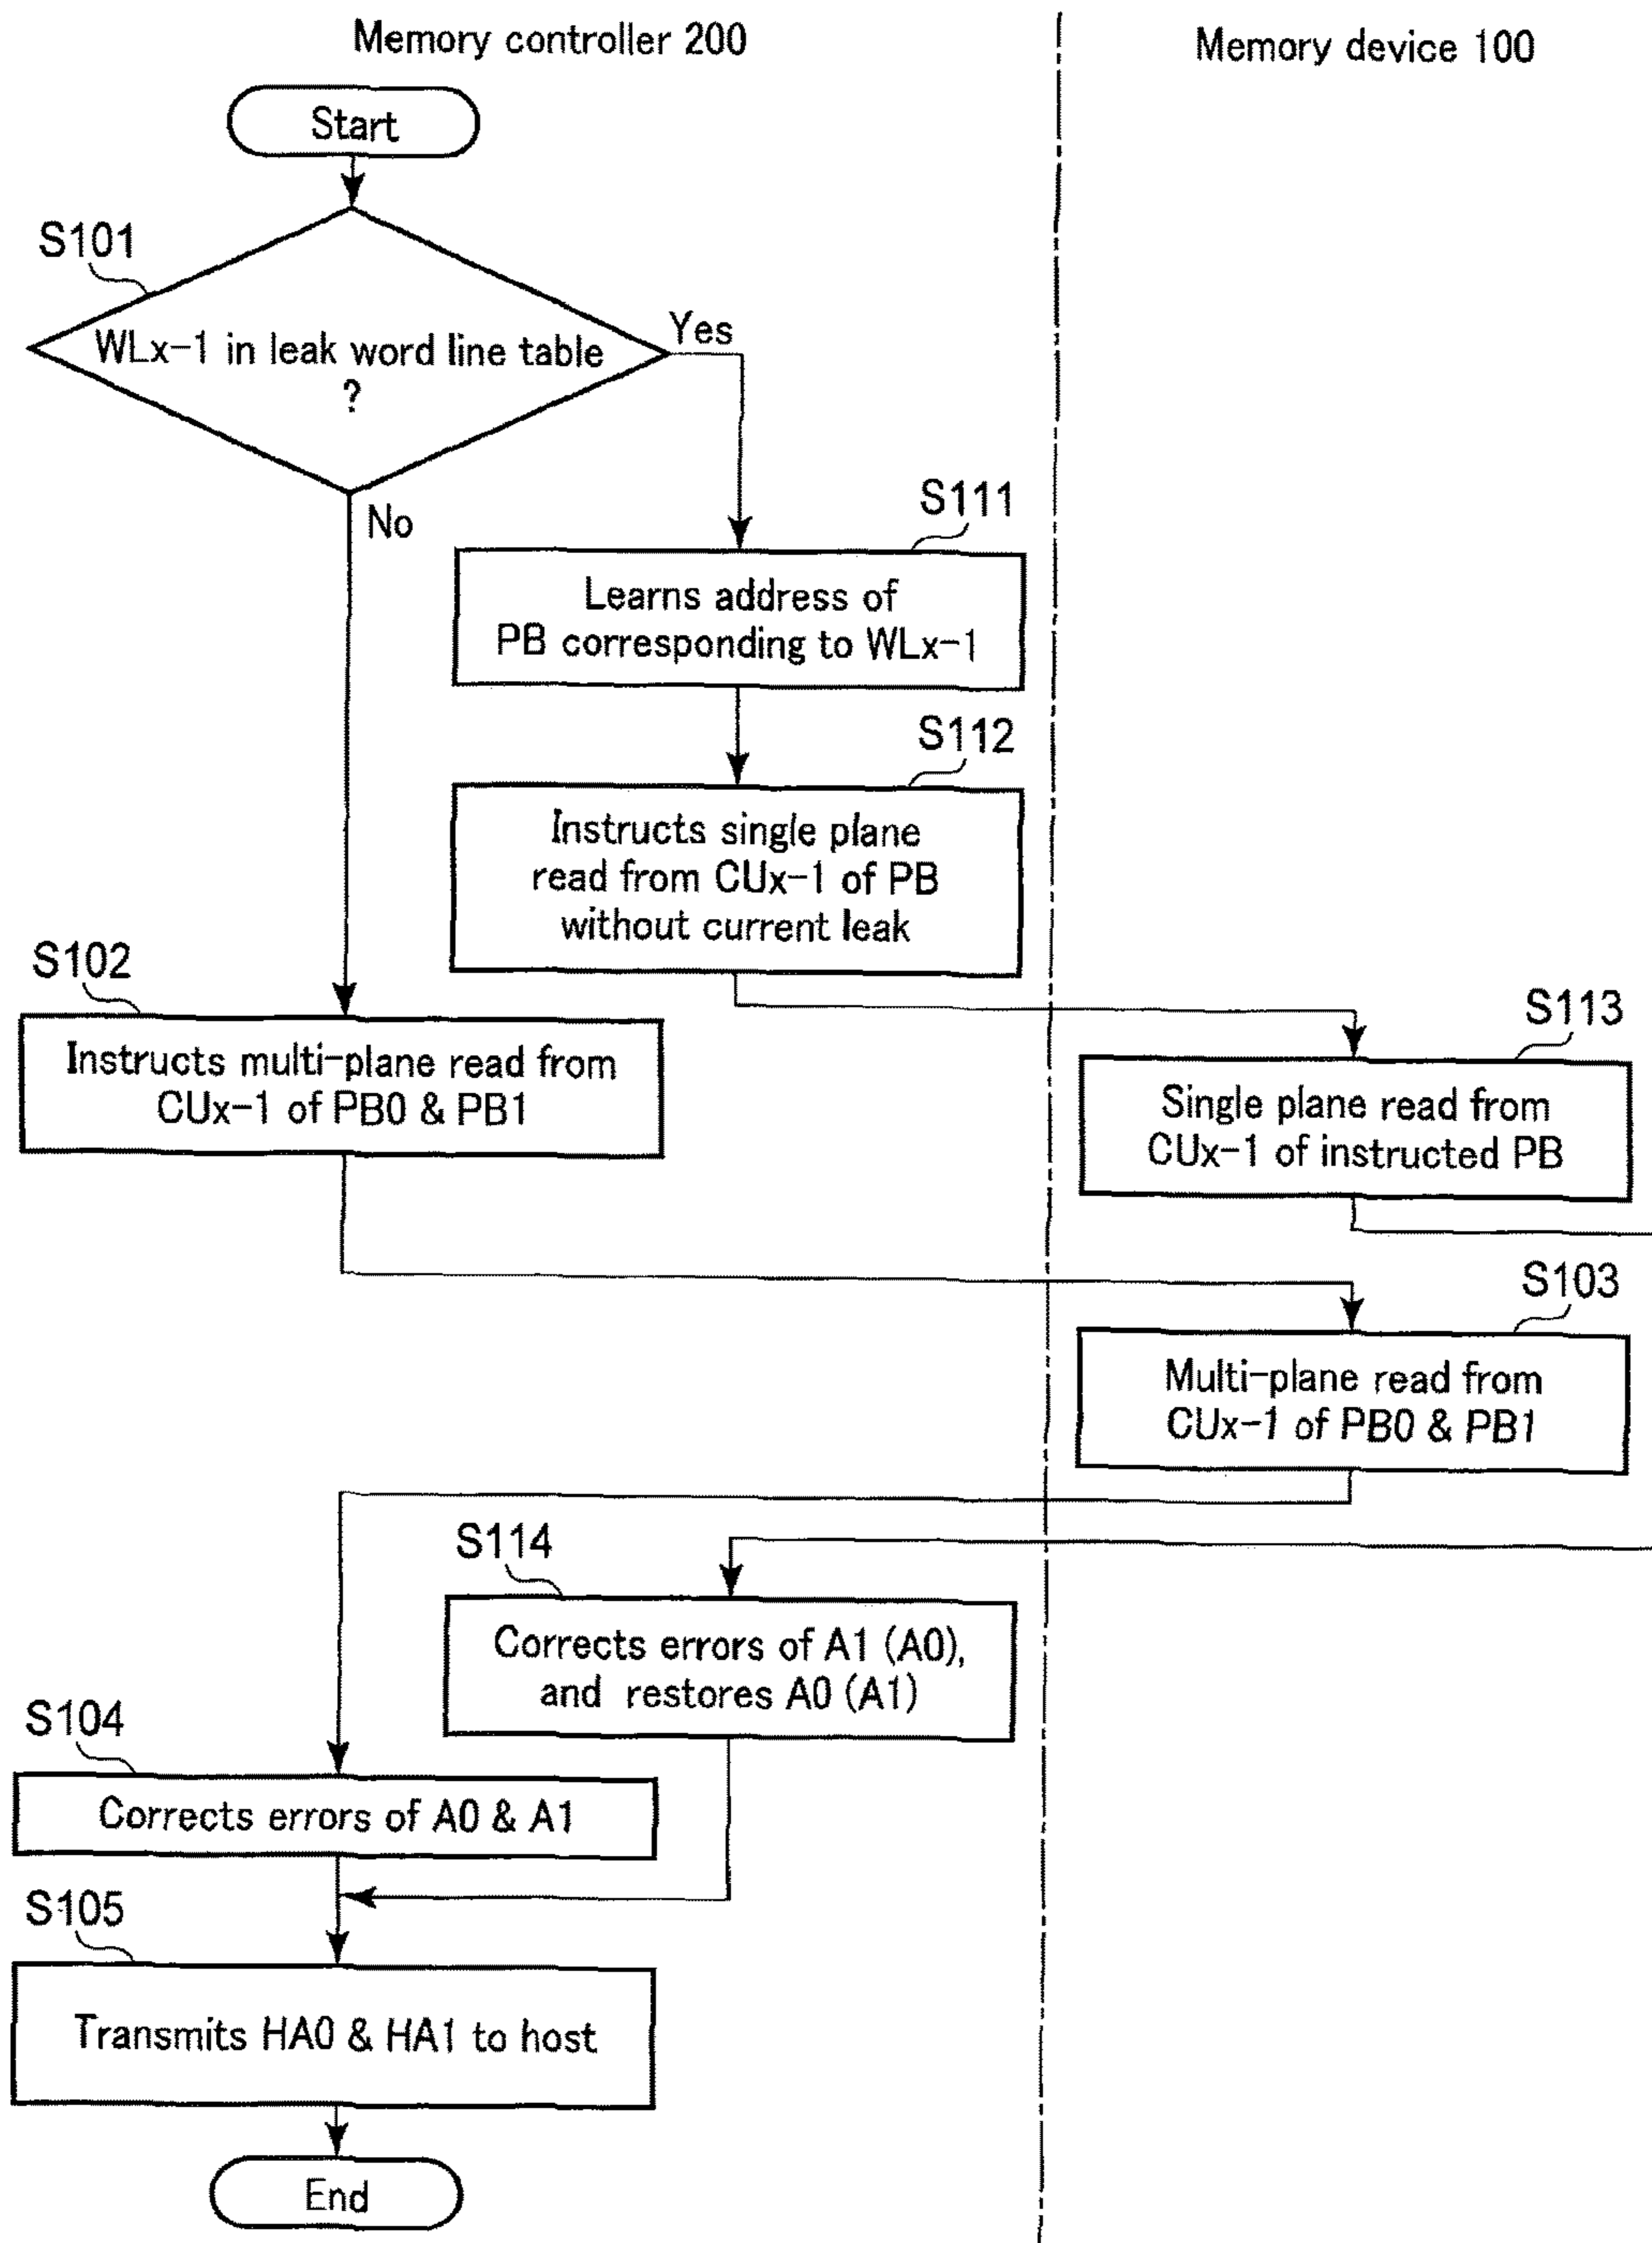 Memory controller 200
Memory device 100
Start
S101
WLx-1 in leak word line table
?
Yes
No
S111
Learns address of
PB corresponding to WLx-1
S112
Instructs single plane
read from CUx-1 of PB
without current leak
S102
Instructs multi-plane read from
CUx-1 of PB0 & PB1
S113
Single plane read from
CUx-1 of instructed PB
S103
Multi-plane read from
CUx-1 of PB0 & PB1
S114
Corrects errors of A1 (A0),
and restores A0 (A1)
S104
Corrects errors of A0 & A1
S105
Transmits HA0 & HA1 to host
End